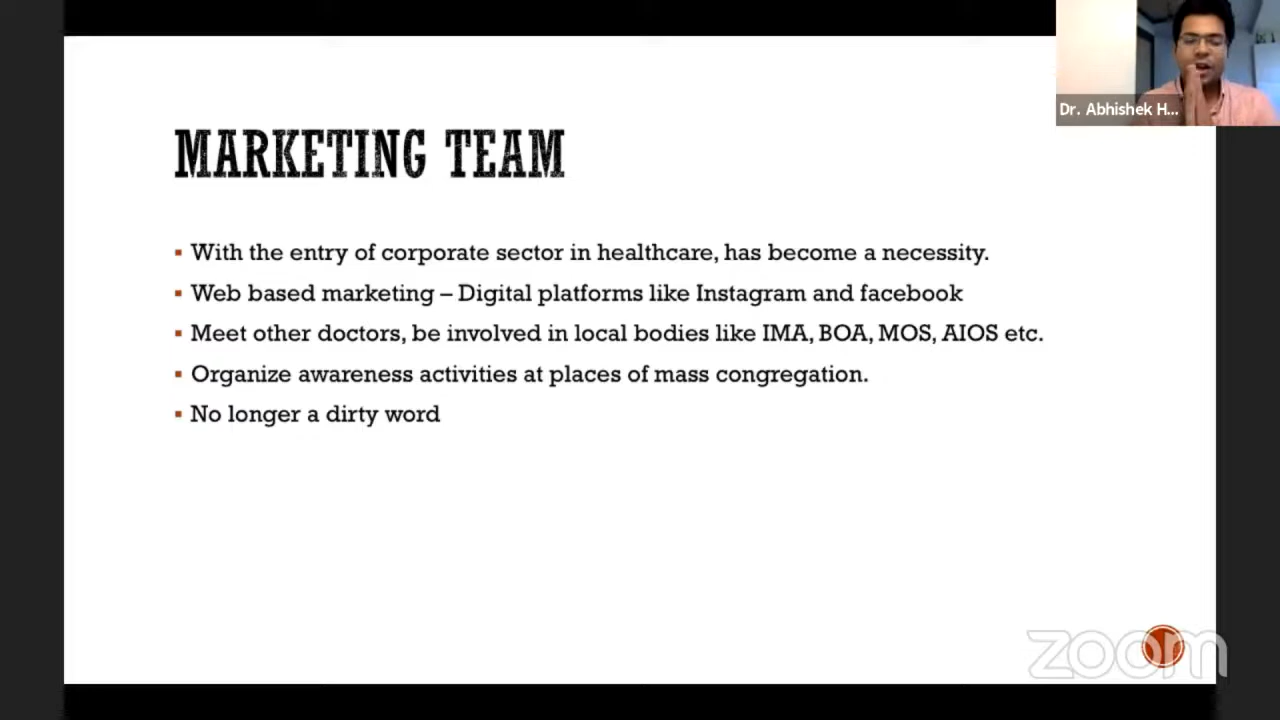 Dr. Abhishek H...
MARKETING TEAM
With the entry of corporate sector in healthcare, has become a necessity.
Web based marketing – Digital platforms like Instagram and facebook
Meet other doctors, be involved in local bodies like IMA, BOA, MOS, AIOS etc.
Organize awareness activities at places of mass congregation.
No longer a dirty word
zoom